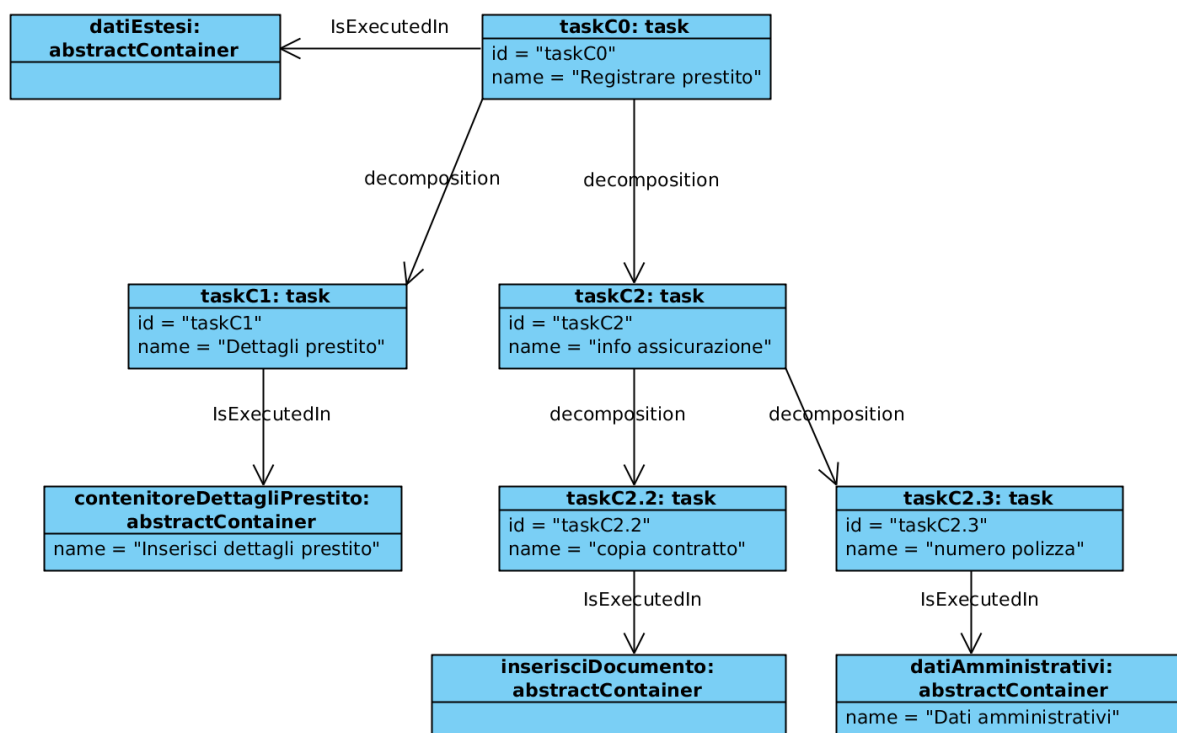 datiEstesi:
abstractContainer
IsExecutedIn
taskC0: task
id = "taskC0"
name = "Registrare prestito"
decomposition
decomposition
taskC1: task
id = "taskC1"
name = "Dettagli prestito"
taskC2: task
id = "taskC2"
name = "info assicurazione"
IsExecutedIn
decomposition
decomposition
contenitoreDettagliPrestito:
abstractContainer
name = "Inserisci dettagli prestito"
taskC2.2: task
id = "taskC2.2"
name = "copia contratto"
taskC2.3: task
id = "taskC2.3"
name = "numero polizza"
IsExecutedIn
IsExecutedIn
inserisciDocumento:
abstractContainer
datiAmministrativi:
abstractContainer
name = "Dati amministrativi"